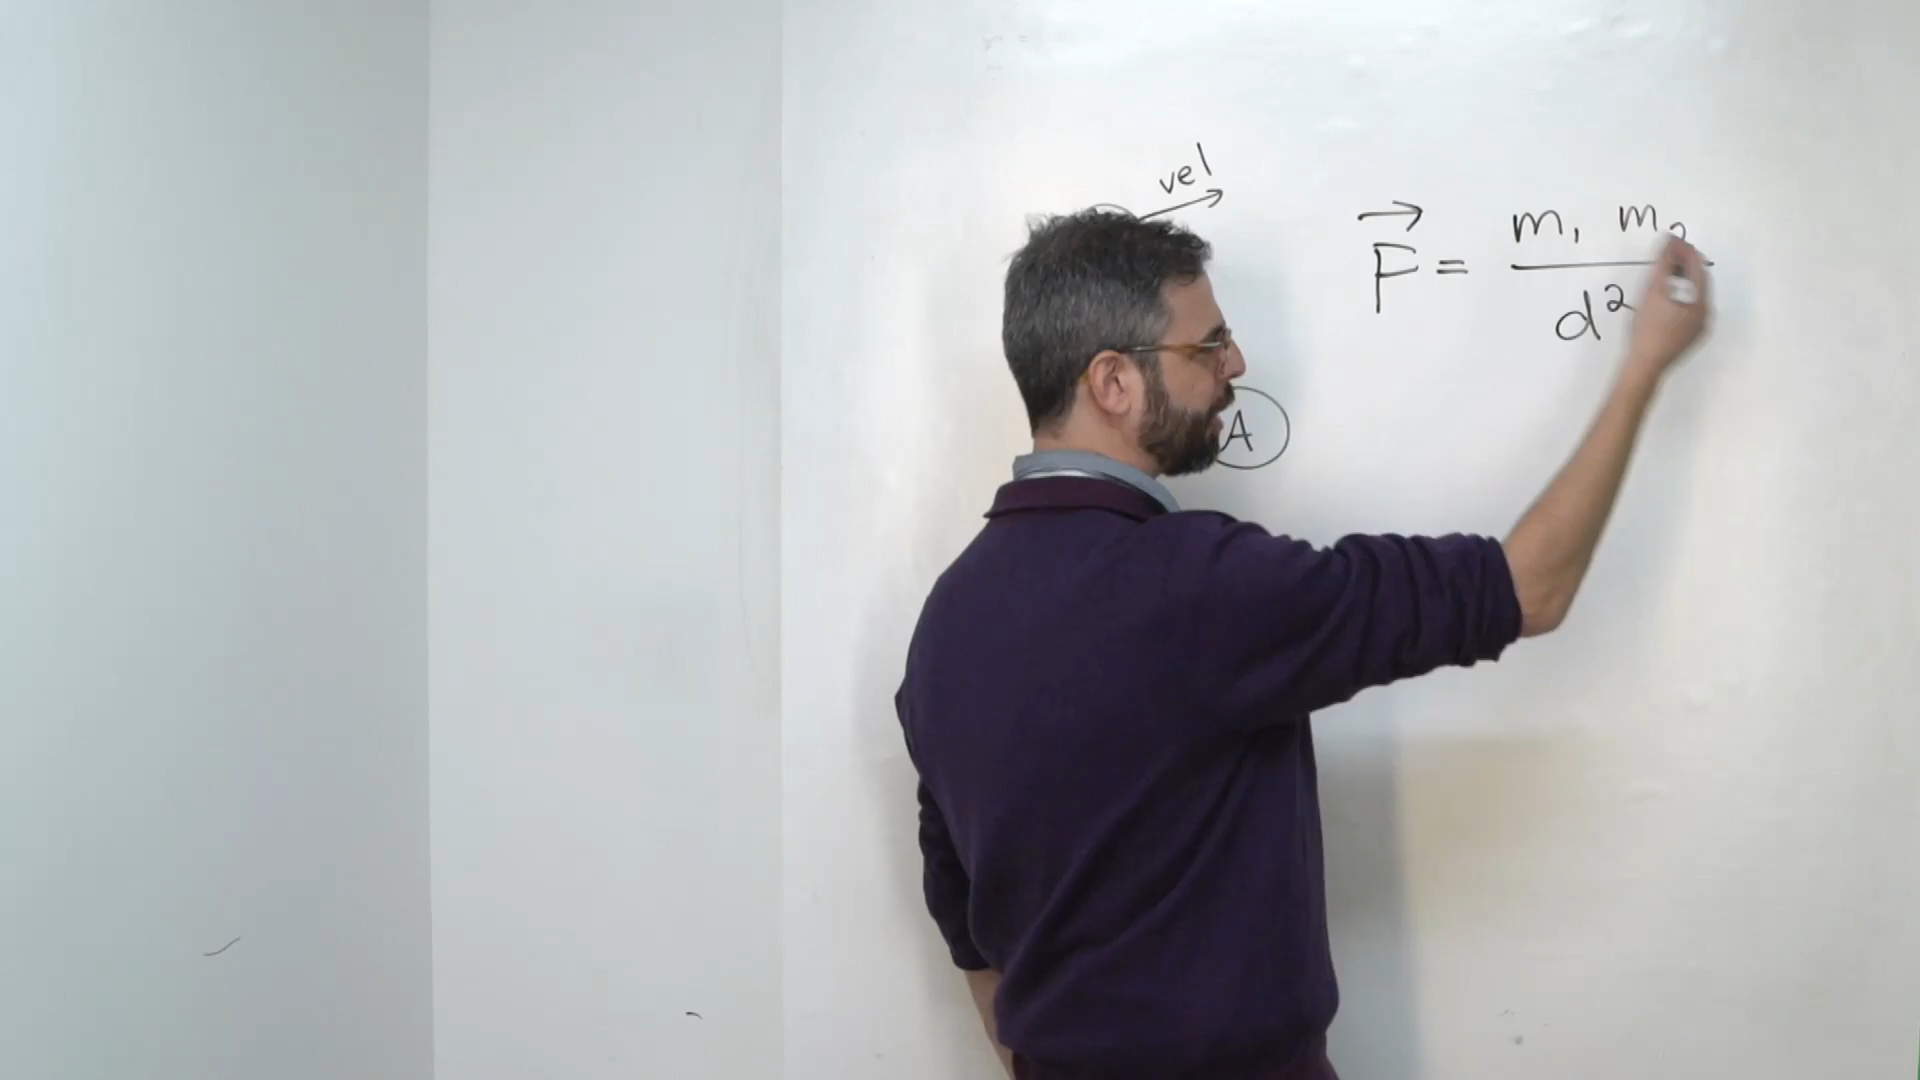 vel
F⃗ = m₁ m₂ / d²
A